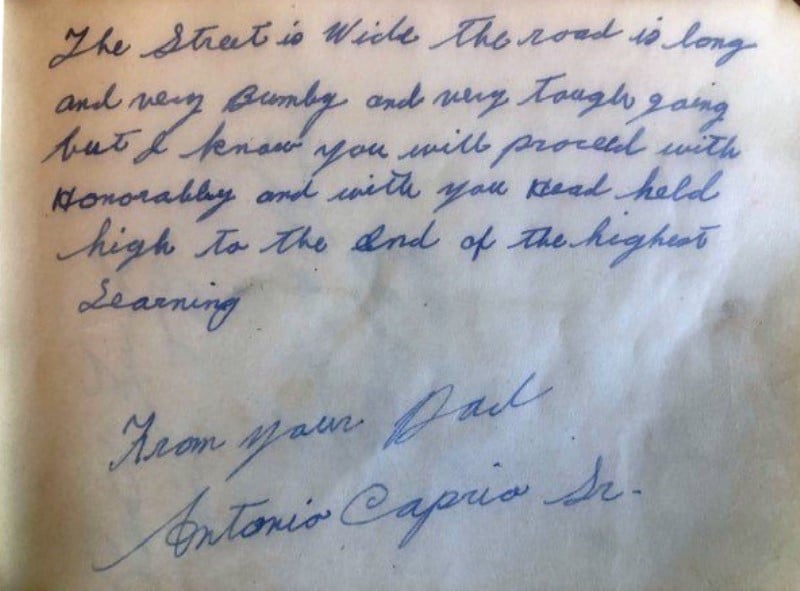 The Street is Wide the road is long
and very Bumby and very tough going
but I know you will proceed with
Honorabley and with you Head held
high to the End of the highest
Learning
From your Dad
Antonio Caprio Sr.